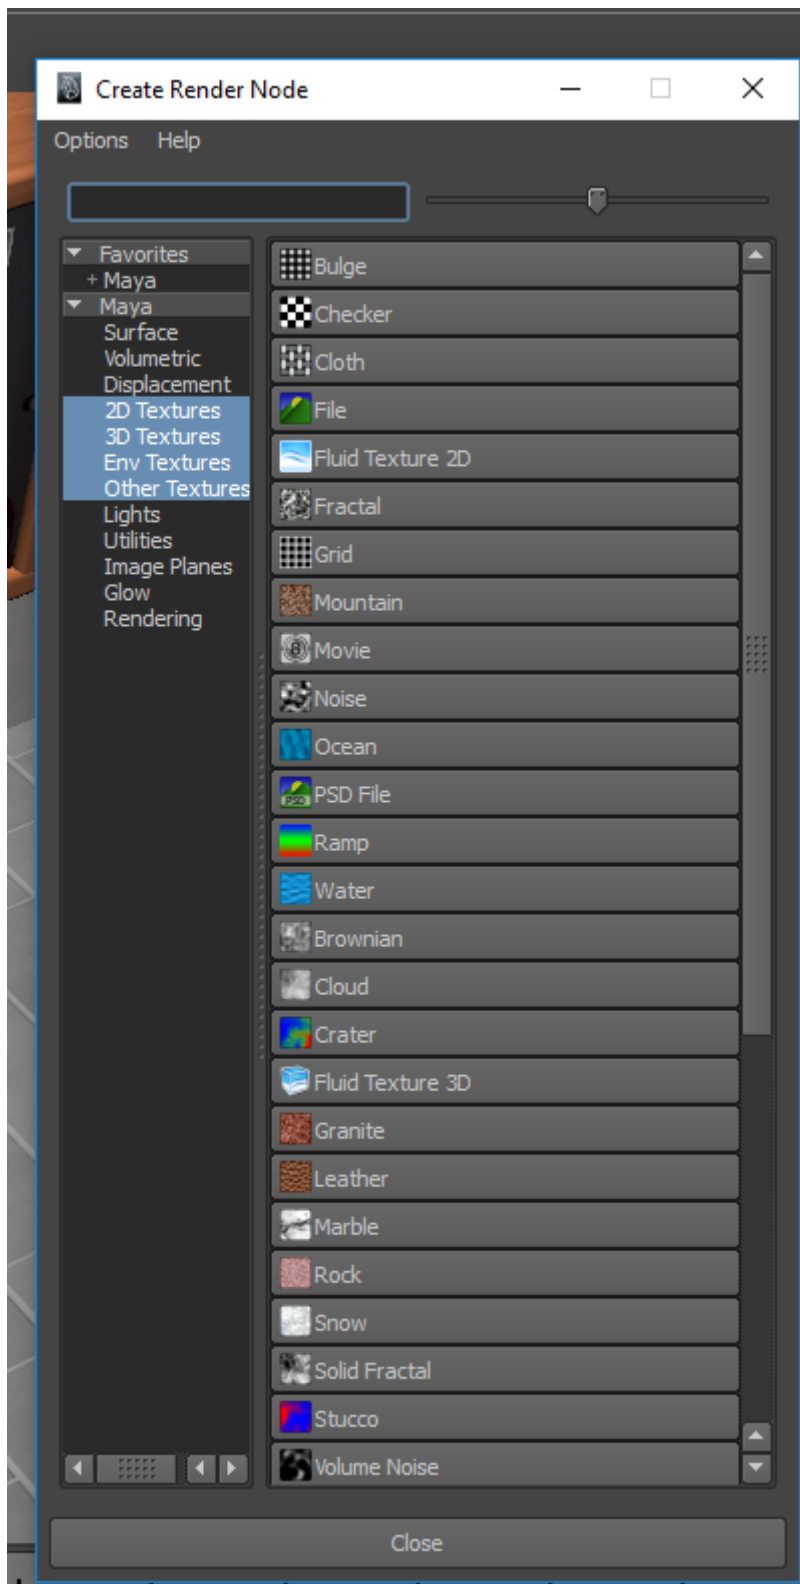 Create Render Node
Options Help
Favorites
+ Maya
Maya
Surface
Volumetric
Displacement
2D Textures
3D Textures
Env Textures
Other Textures
Lights
Utilities
Image Planes
Glow
Rendering
Bulge
Checker
Cloth
File
Fluid Texture 2D
Fractal
Grid
Mountain
Movie
Noise
Ocean
PSD
PSD File
Ramp
Water
Brownian
Cloud
Crater
Fluid Texture 3D
Granite
Leather
Marble
Rock
Snow
Solid Fractal
Stucco
Volume Noise
Close